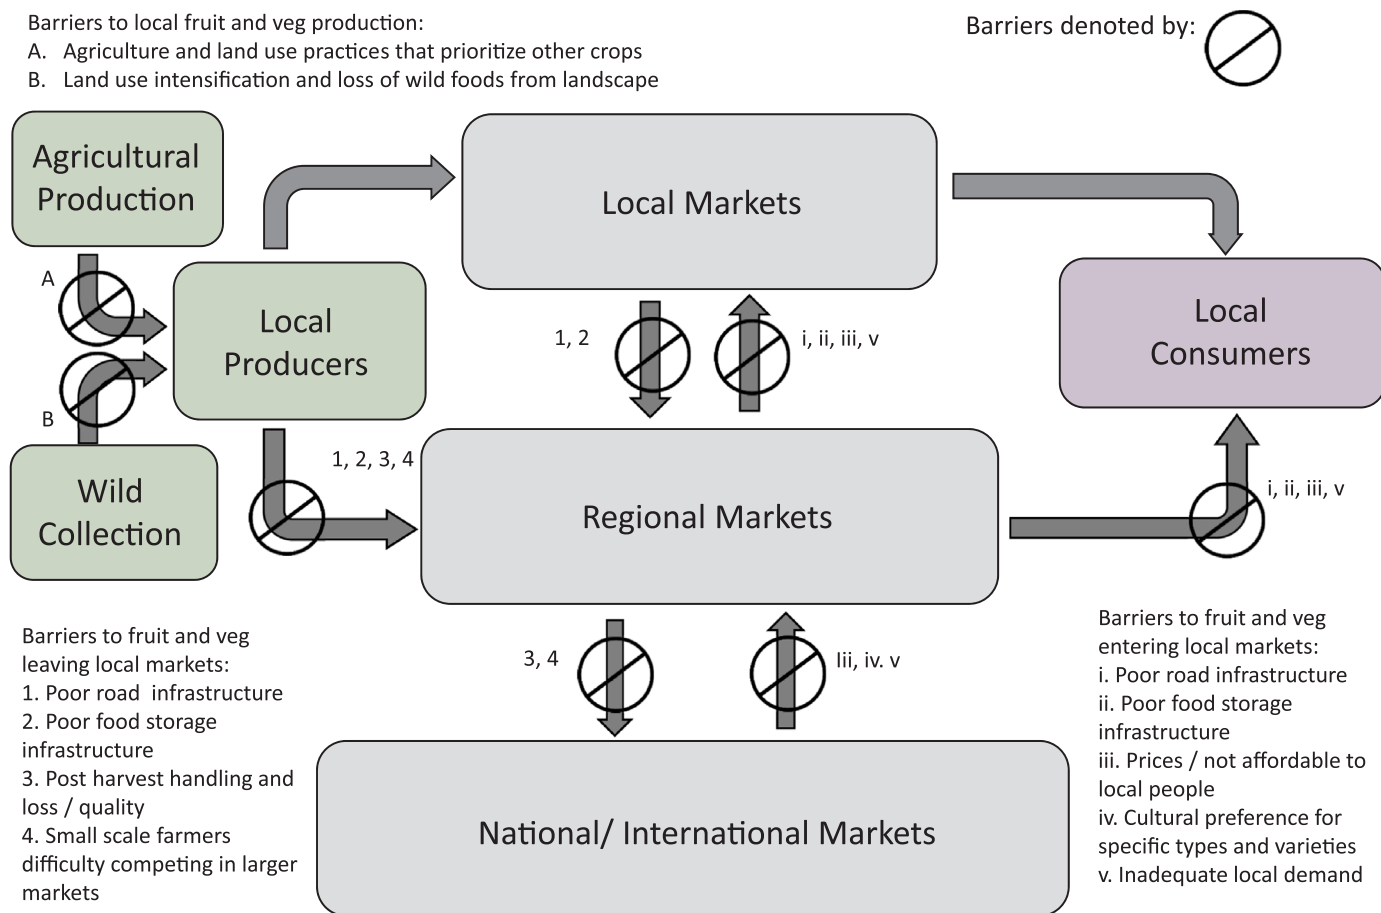 Barriers to local fruit and veg production:
A. Agriculture and land use practices that prioritize other crops
B. Land use intensification and loss of wild foods from landscape
Barriers denoted by:
Agricultural
Production
Local Markets
A
Local
Producers
Local
Consumers
1, 2
i, ii, iii, v
B
Wild
Collection
1, 2, 3, 4
Regional Markets
i, ii, iii, v
Barriers to fruit and veg
leaving local markets:
1. Poor road infrastructure
2. Poor food storage
infrastructure
3. Post harvest handling and
loss / quality
4. Small scale farmers
difficulty competing in larger
markets
3, 4
Iii, iv. v
National/ International Markets
Barriers to fruit and veg
entering local markets:
i. Poor road infrastructure
ii. Poor food storage
infrastructure
iii. Prices / not affordable to
local people
iv. Cultural preference for
specific types and varieties
v. Inadequate local demand